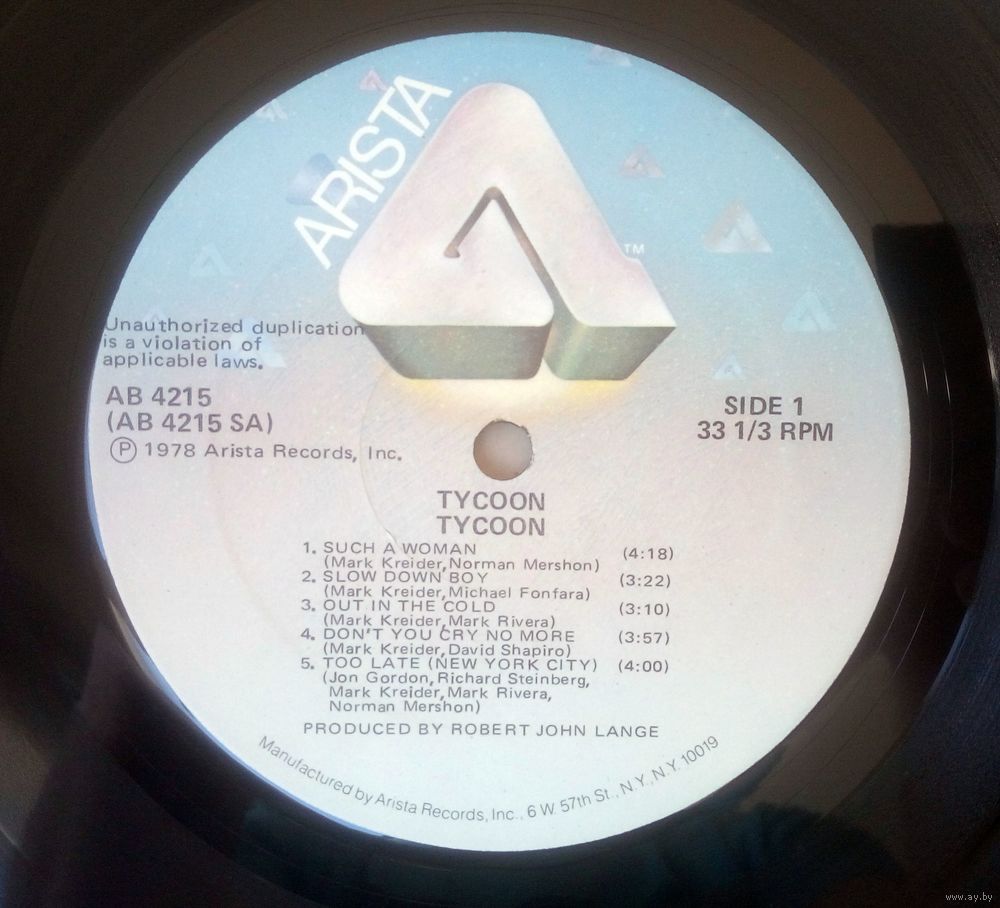 ARISTA
TM
Unauthorized duplication
is a violation of
applicable laws.
AB 4215
(AB 4215 SA)
Ⓟ 1978 Arista Records, Inc.
SIDE 1
33 1/3 RPM
TYCOON
TYCOON
1. SUCH A WOMAN (4:18)
(Mark Kreider, Norman Mershon)
2. SLOW DOWN BOY (3:22)
(Mark Kreider, Michael Fonfara)
3. OUT IN THE COLD (3:10)
(Mark Kreider, Mark Rivera)
4. DON'T YOU CRY NO MORE (3:57)
(Mark Kreider, David Shapiro)
5. TOO LATE (NEW YORK CITY) (4:00)
(Jon Gordon, Richard Steinberg,
Mark Kreider, Mark Rivera,
Norman Mershon)
PRODUCED BY ROBERT JOHN LANGE
Manufactured by Arista Records, Inc., 6 W. 57th St., N.Y., N.Y. 10019
www.ay.by